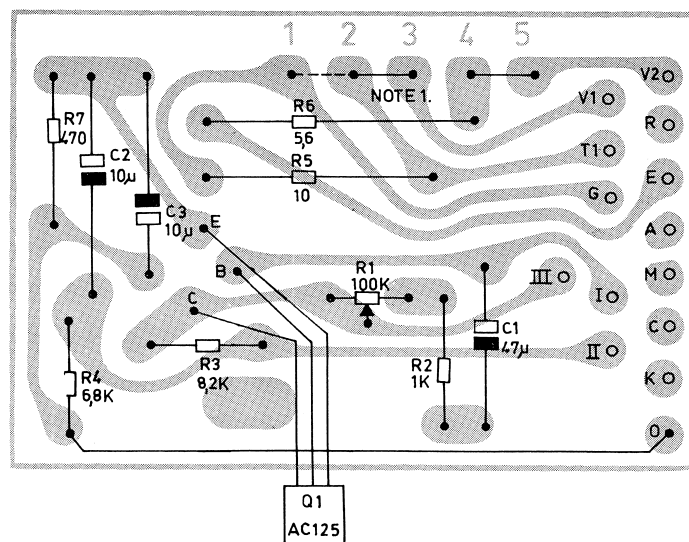 1 2 3 4 5
V2
NOTE 1.
V1
R7
470
R6
5,6
R
C2
10µ
T1
R5
10
E
G
C3
10µ
E
A
B
R1
100K
III
M
I
C
C1
47µ
C
R3
8,2K
II
R2
1K
R4
6,8K
K
O
Q1
AC125